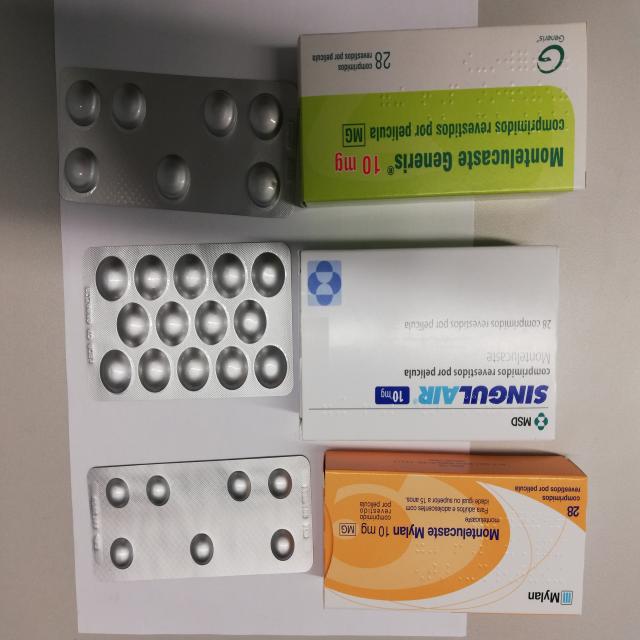 Mylan
Montelucaste Mylan 10 mg MG
montelucaste
comprimido
revestido
por película
Para adultos e adolescentes com
idade igual ou superior a 15 anos.
28
comprimidos
revestidos por película
MSD
SINGULAIR® 10 mg
comprimidos revestidos por película
Montelucaste
28 comprimidos revestidos por película
Montelucaste Generis® 10 mg
comprimidos revestidos por película MG
28 comprimidos
revestidos por película
Generis®